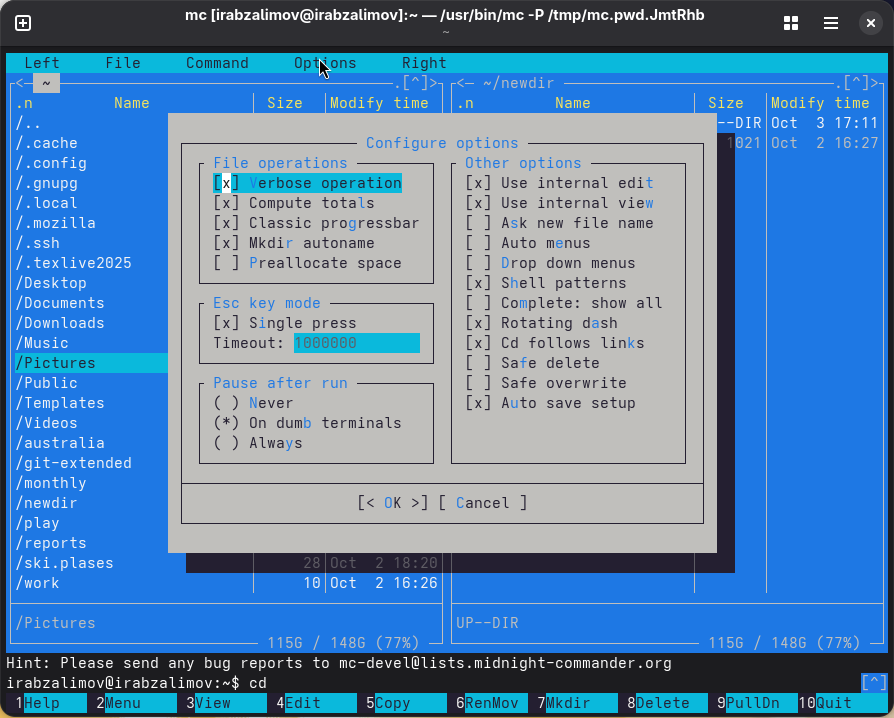 mc [irabzalimov@irabzalimov]:~ — /usr/bin/mc -P /tmp/mc.pwd.JmtRhb
~
Left File Command Options Right
<─ ~ .[^]> <─ ~/newdir .[^]>
.n Name Size Modify time .n Name Size Modify time
/.. --DIR Oct 3 17:11
/.cache 1021 Oct 2 16:27
/.config
/.gnupg
/.local
/.mozilla
/.ssh
/.texlive2025
/Desktop
/Documents
/Downloads
/Music
/Pictures
/Public
/Templates
/Videos
/australia
/git-extended
/monthly
/newdir
/play
/reports
/ski.plases 28 Oct 2 18:20
/work 10 Oct 2 16:26
Configure options
File operations
[x] Verbose operation
[x] Compute totals
[x] Classic progressbar
[x] Mkdir autoname
[ ] Preallocate space
Esc key mode
[x] Single press
Timeout: 1000000
Pause after run
( ) Never
(*) On dumb terminals
( ) Always
Other options
[x] Use internal edit
[x] Use internal view
[ ] Ask new file name
[ ] Auto menus
[ ] Drop down menus
[x] Shell patterns
[ ] Complete: show all
[x] Rotating dash
[x] Cd follows links
[ ] Safe delete
[ ] Safe overwrite
[x] Auto save setup
[< OK >] [ Cancel ]
/Pictures UP--DIR
115G / 148G (77%) 115G / 148G (77%)
Hint: Please send any bug reports to mc-devel@lists.midnight-commander.org
irabzalimov@irabzalimov:~$ cd [^]
1Help 2Menu 3View 4Edit 5Copy 6RenMov 7Mkdir 8Delete 9PullDn 10Quit